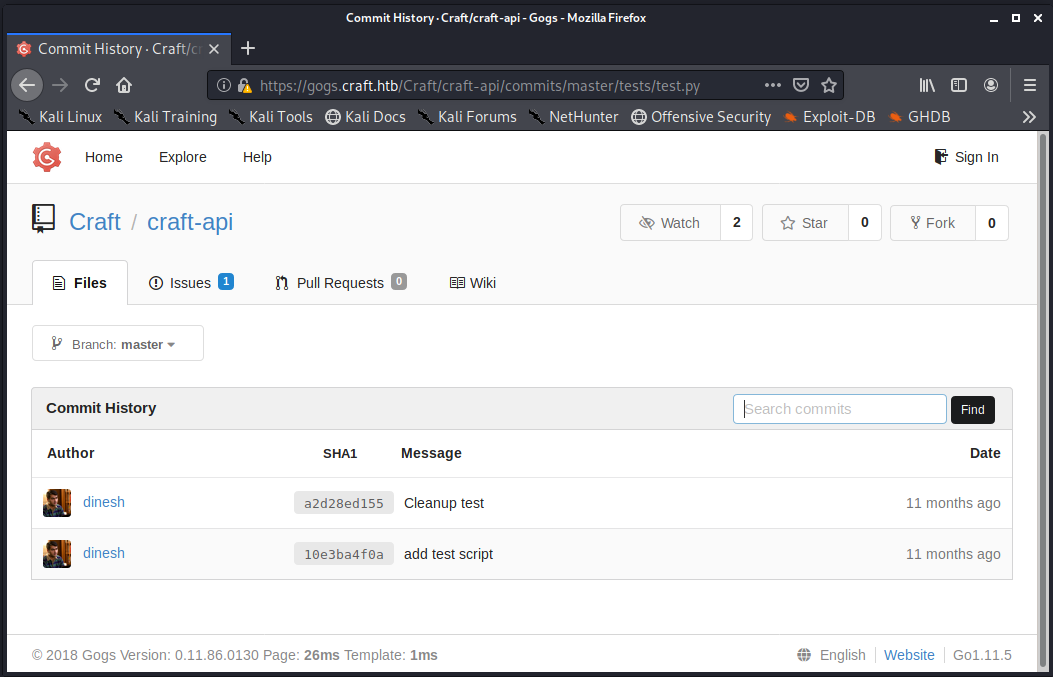 Commit History · Craft/craft-api - Gogs - Mozilla Firefox
Commit History · Craft/cr
https://gogs.craft.htb/Craft/craft-api/commits/master/tests/test.py
Kali Linux Kali Training Kali Tools Kali Docs Kali Forums NetHunter Offensive Security Exploit-DB GHDB
Home Explore Help Sign In
Craft / craft-api Watch 2 Star 0 Fork 0
Files Issues 1 Pull Requests 0 Wiki
Branch: master
Commit History Search commits Find
Author SHA1 Message Date
dinesh a2d28ed155 Cleanup test 11 months ago
dinesh 10e3ba4f0a add test script 11 months ago
© 2018 Gogs Version: 0.11.86.0130 Page: 26ms Template: 1ms English Website Go1.11.5